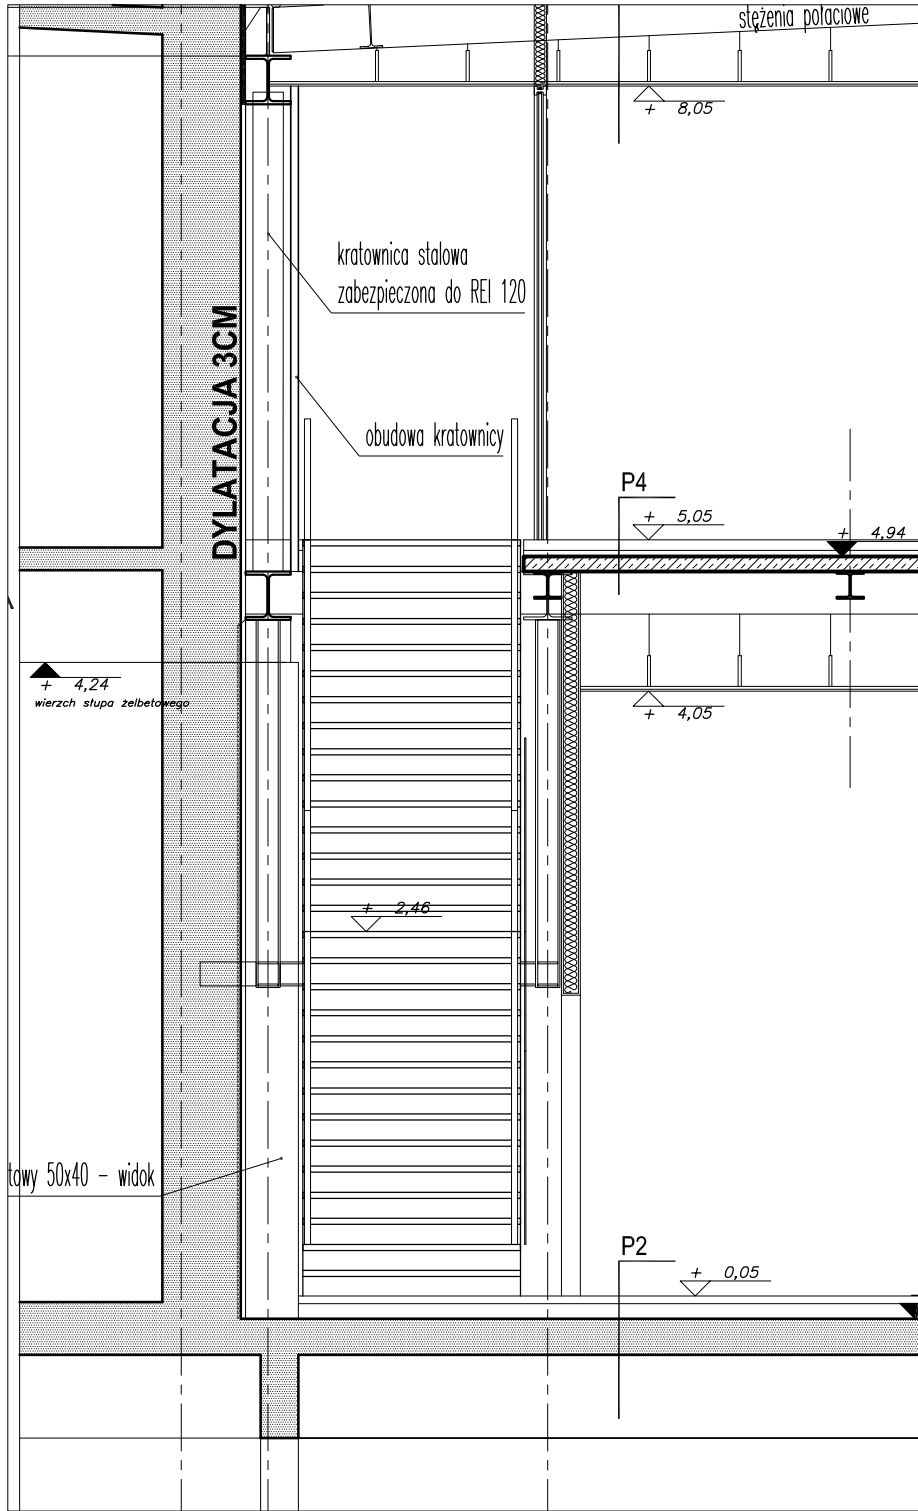 stężenia połaciowe
+ 8,05
kratownica stalowa
zabezpieczona do REI 120
DYLATACJA 3CM
obudowa kratownicy
P4
+ 5,05
+ 4,94
+ 4,24
wierzch słupa żelbetowego
+ 4,05
+ 2,46
towy 50x40 – widok
P2
+ 0,05